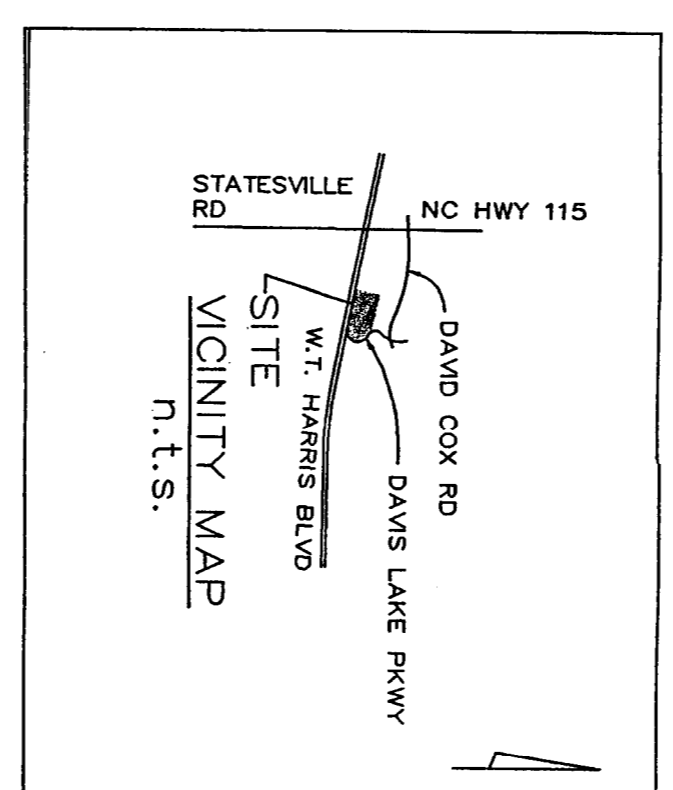 STATESVILLE
RD
NC HWY 115
DAVID COX RD
DAVIS LAKE PKWY
W.T. HARRIS BLVD
SITE
VICINITY MAP
n.t.s.